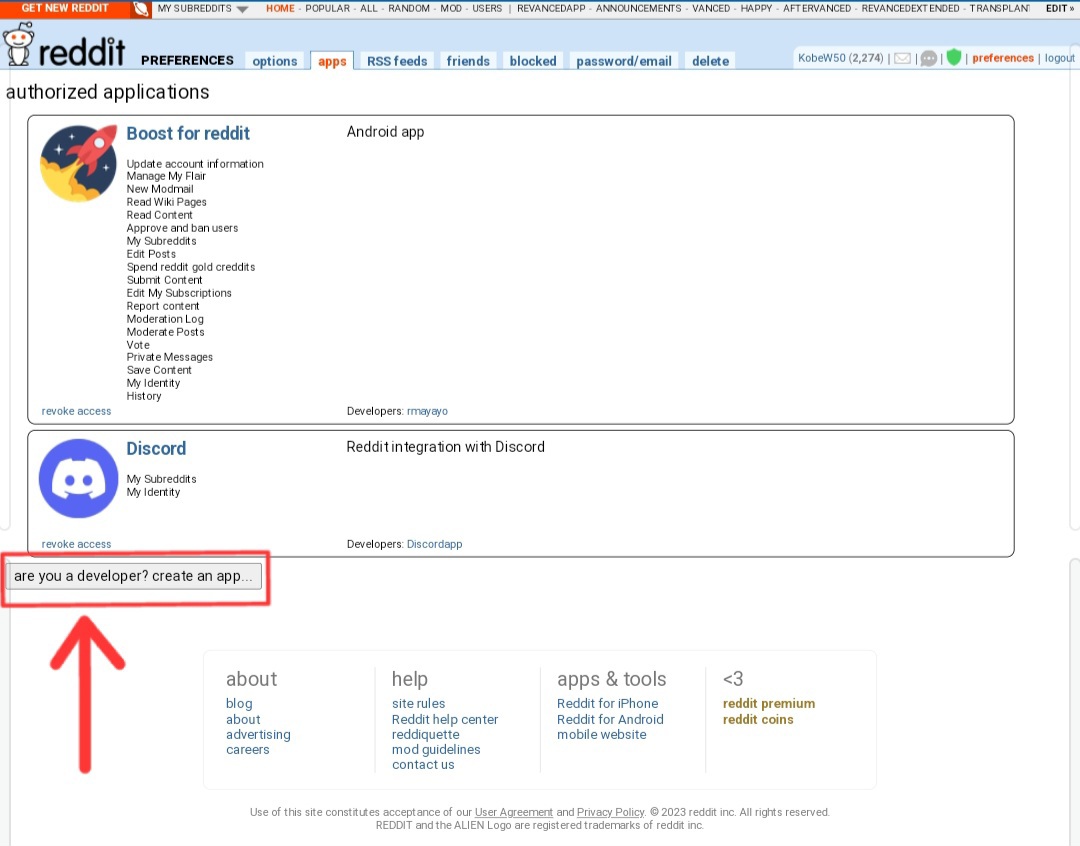 GET NEW REDDIT MY SUBREDDITS HOME - POPULAR - ALL - RANDOM - MOD - USERS | REVANCEDAPP - ANNOUNCEMENTS - VANCED - HAPPY - AFTERVANCED - REVANCEDEXTENDED - TRANSPLAN EDIT »
reddit PREFERENCES options apps RSS feeds friends blocked password/email delete KobeW50 (2,274) | | | | preferences | logout
authorized applications
Boost for reddit Android app
Update account information
Manage My Flair
New Modmail
Read Wiki Pages
Read Content
Approve and ban users
My Subreddits
Edit Posts
Spend reddit gold creddits
Submit Content
Edit My Subscriptions
Report content
Moderation Log
Moderate Posts
Vote
Private Messages
Save Content
My Identity
History
revoke access Developers: rmayayo
Discord Reddit integration with Discord
My Subreddits
My Identity
revoke access Developers: Discordapp
are you a developer? create an app...
about help apps & tools <3
blog site rules Reddit for iPhone reddit premium
about Reddit help center Reddit for Android reddit coins
advertising reddiquette mobile website
careers mod guidelines
contact us
Use of this site constitutes acceptance of our User Agreement and Privacy Policy. © 2023 reddit inc. All rights reserved.
REDDIT and the ALIEN Logo are registered trademarks of reddit inc.